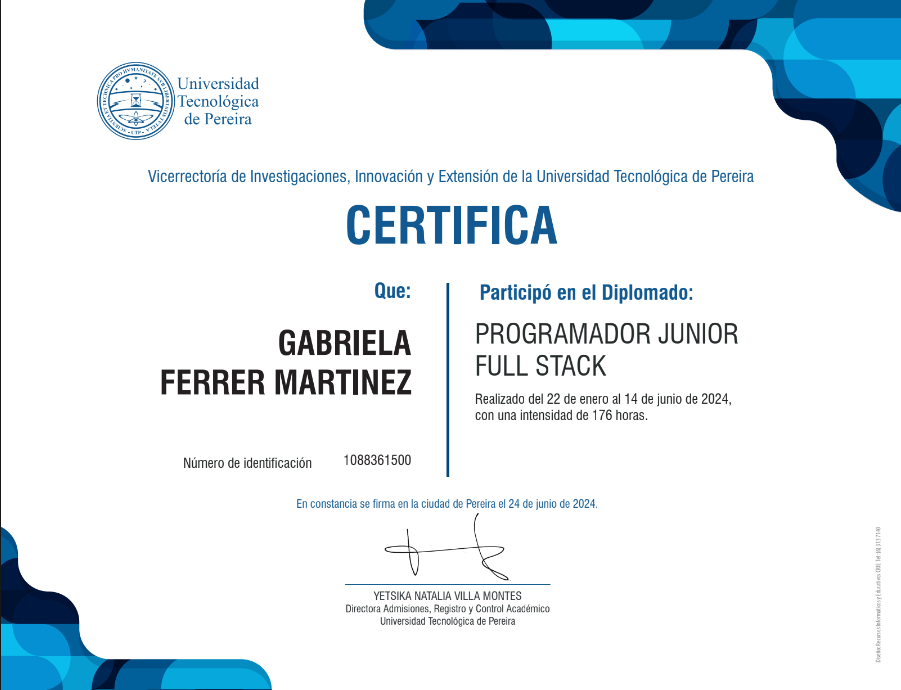 Universidad
Tecnológica
de Pereira
Vicerrectoría de Investigaciones, Innovación y Extensión de la Universidad Tecnológica de Pereira
CERTIFICA
Que:
GABRIELA
FERRER MARTINEZ
Número de identificación 1088361500
Participó en el Diplomado:
PROGRAMADOR JUNIOR
FULL STACK
Realizado del 22 de enero al 14 de junio de 2024,
con una intensidad de 176 horas.
En constancia se firma en la ciudad de Pereira el 24 de junio de 2024.
YETSIKA NATALIA VILLA MONTES
Directora Admisiones, Registro y Control Académico
Universidad Tecnológica de Pereira